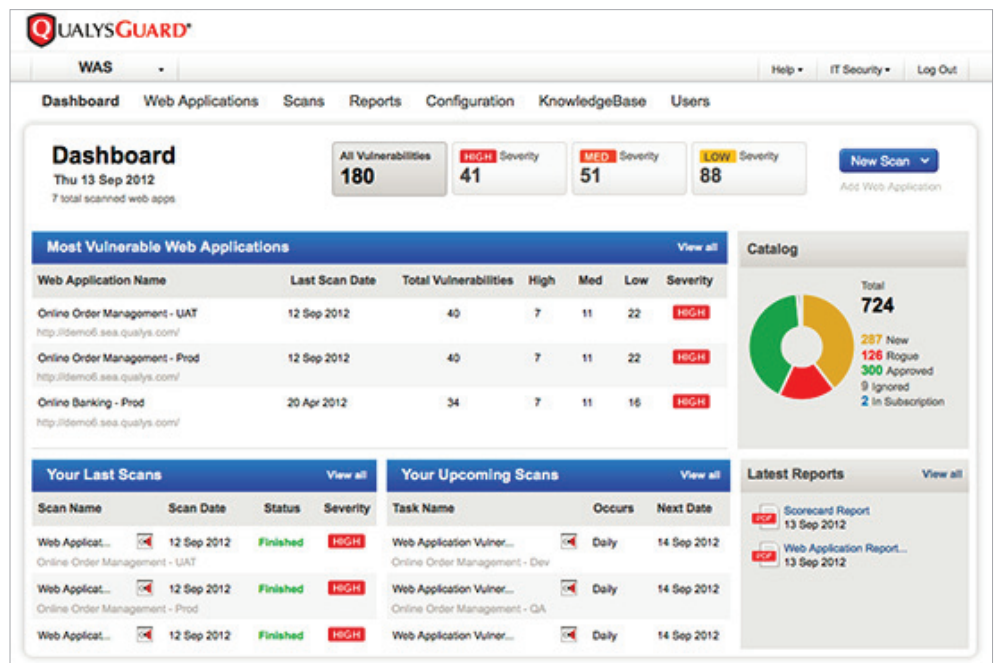 QUALYSGUARD®
WAS
Help IT Security Log Out
Dashboard Web Applications Scans Reports Configuration KnowledgeBase Users
Dashboard
Thu 13 Sep 2012
7 total scanned web apps
All Vulnerabilities
180
HIGH Severity
41
MED Severity
51
LOW Severity
88
New Scan
Add Web Application
Most Vulnerable Web Applications View all
Web Application Name Last Scan Date Total Vulnerabilities High Med Low Severity
Online Order Management - UAT 12 Sep 2012 40 7 11 22 HIGH
http://demo6.sea.qualys.com/
Online Order Management - Prod 12 Sep 2012 40 7 11 22 HIGH
http://demo6.sea.qualys.com/
Online Banking - Prod 20 Apr 2012 34 7 11 16 HIGH
http://demo6.sea.qualys.com/
Catalog
Total
724
287 New
126 Rogue
300 Approved
9 Ignored
2 In Subscription
Your Last Scans View all
Scan Name Scan Date Status Severity
Web Applicat... 12 Sep 2012 Finished HIGH
Online Order Management - UAT
Web Applicat... 12 Sep 2012 Finished HIGH
Online Order Management - Prod
Web Applicat... 12 Sep 2012 Finished HIGH
Your Upcoming Scans View all
Task Name Occurs Next Date
Web Application Vulner... Daily 14 Sep 2012
Online Order Management - Dev
Web Application Vulner... Daily 14 Sep 2012
Online Order Management - QA
Web Application Vulner... Daily 14 Sep 2012
Latest Reports View all
PDF Scorecard Report
13 Sep 2012
PDF Web Application Report...
13 Sep 2012